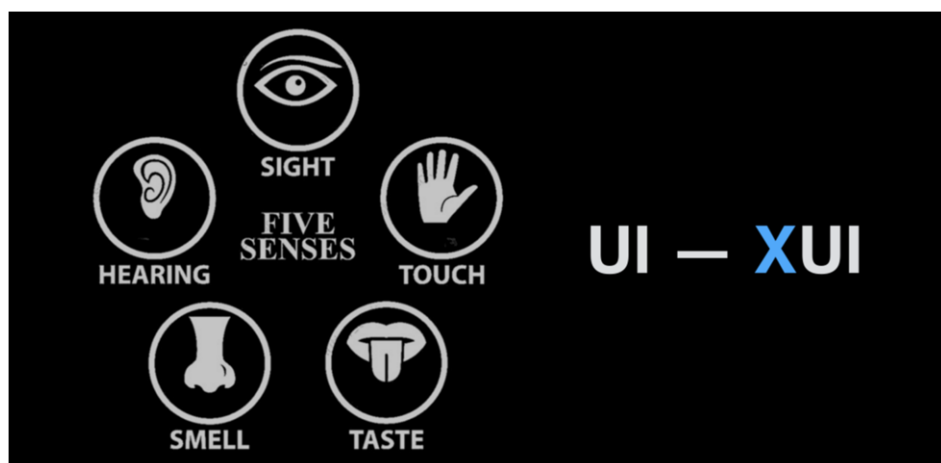 SIGHT
HEARING
FIVE
SENSES
TOUCH
SMELL
TASTE
UI — XUI